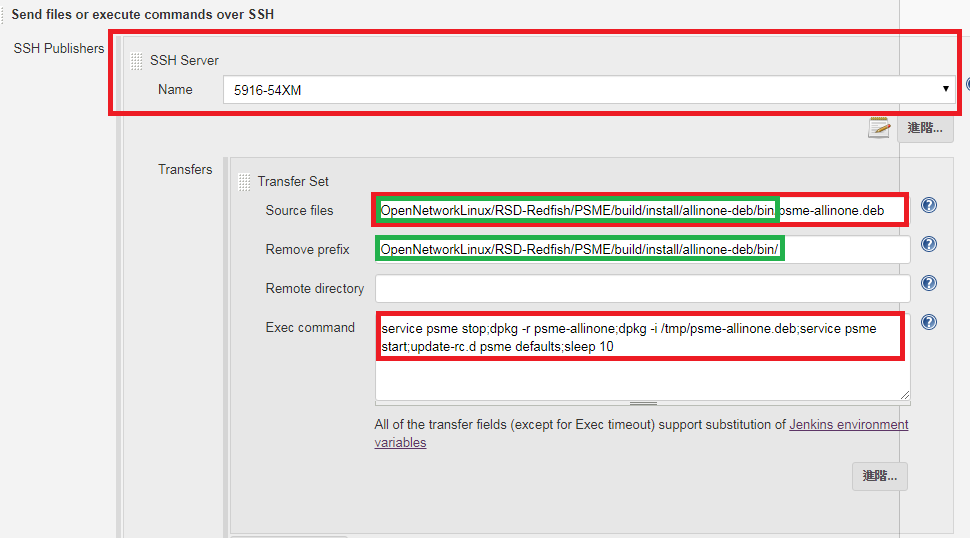 Send files or execute commands over SSH
SSH Publishers
SSH Server
Name
5916-54XM
進階...
Transfers
Transfer Set
Source files
OpenNetworkLinux/RSD-Redfish/PSME/build/install/allinone-deb/bin/psme-allinone.deb
Remove prefix
OpenNetworkLinux/RSD-Redfish/PSME/build/install/allinone-deb/bin/
Remote directory
Exec command
service psme stop;dpkg -r psme-allinone;dpkg -i /tmp/psme-allinone.deb;service psme
start;update-rc.d psme defaults;sleep 10
All of the transfer fields (except for Exec timeout) support substitution of Jenkins environment
variables
進階...